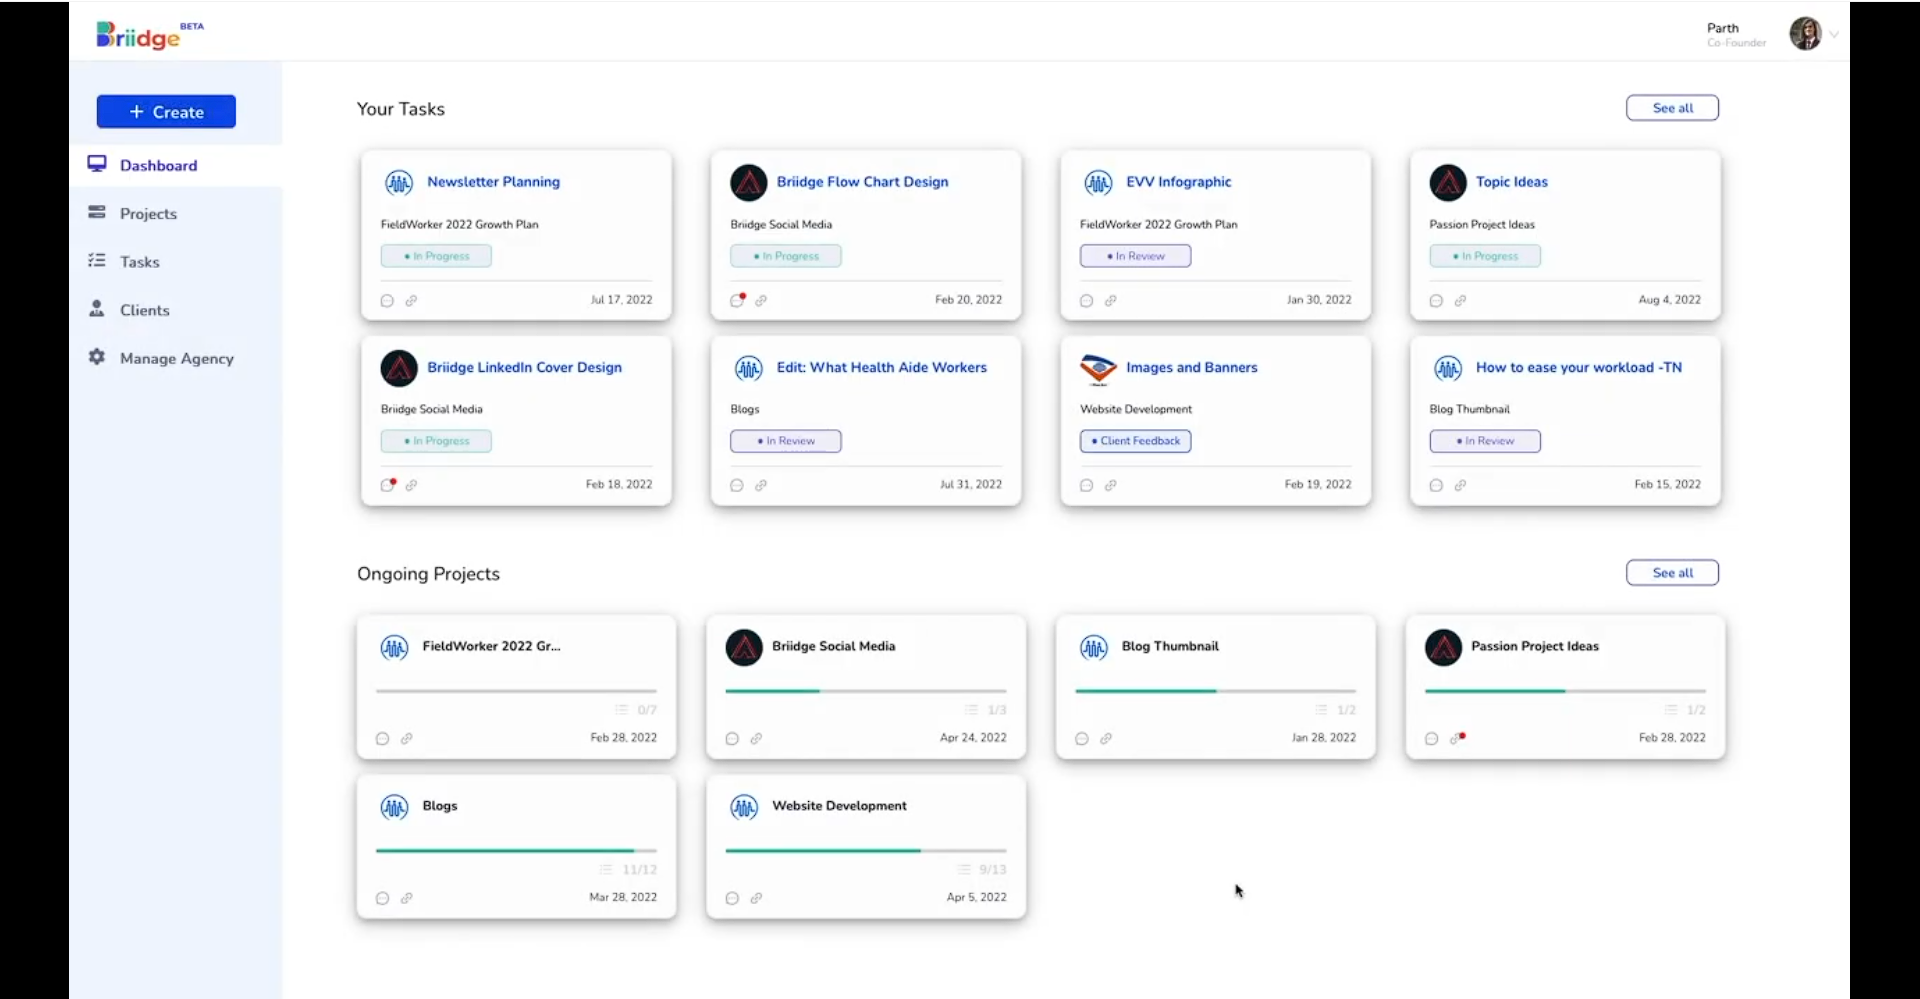 Briidge BETA
Parth
Co-Founder
+ Create
Dashboard
Projects
Tasks
Clients
Manage Agency
Your Tasks
See all
Newsletter Planning
FieldWorker 2022 Growth Plan
In Progress
Jul 17, 2022
Briidge Flow Chart Design
Briidge Social Media
In Progress
Feb 20, 2022
EVV Infographic
FieldWorker 2022 Growth Plan
In Review
Jan 30, 2022
Topic Ideas
Passion Project Ideas
In Progress
Aug 4, 2022
Briidge LinkedIn Cover Design
Briidge Social Media
In Progress
Feb 18, 2022
Edit: What Health Aide Workers
Blogs
In Review
Jul 31, 2022
Images and Banners
Website Development
Client Feedback
Feb 19, 2022
How to ease your workload -TN
Blog Thumbnail
In Review
Feb 15, 2022
Ongoing Projects
See all
FieldWorker 2022 Gr...
0/7
Feb 28, 2022
Briidge Social Media
1/3
Apr 24, 2022
Blog Thumbnail
1/2
Jan 28, 2022
Passion Project Ideas
1/2
Feb 28, 2022
Blogs
11/12
Mar 28, 2022
Website Development
9/13
Apr 5, 2022